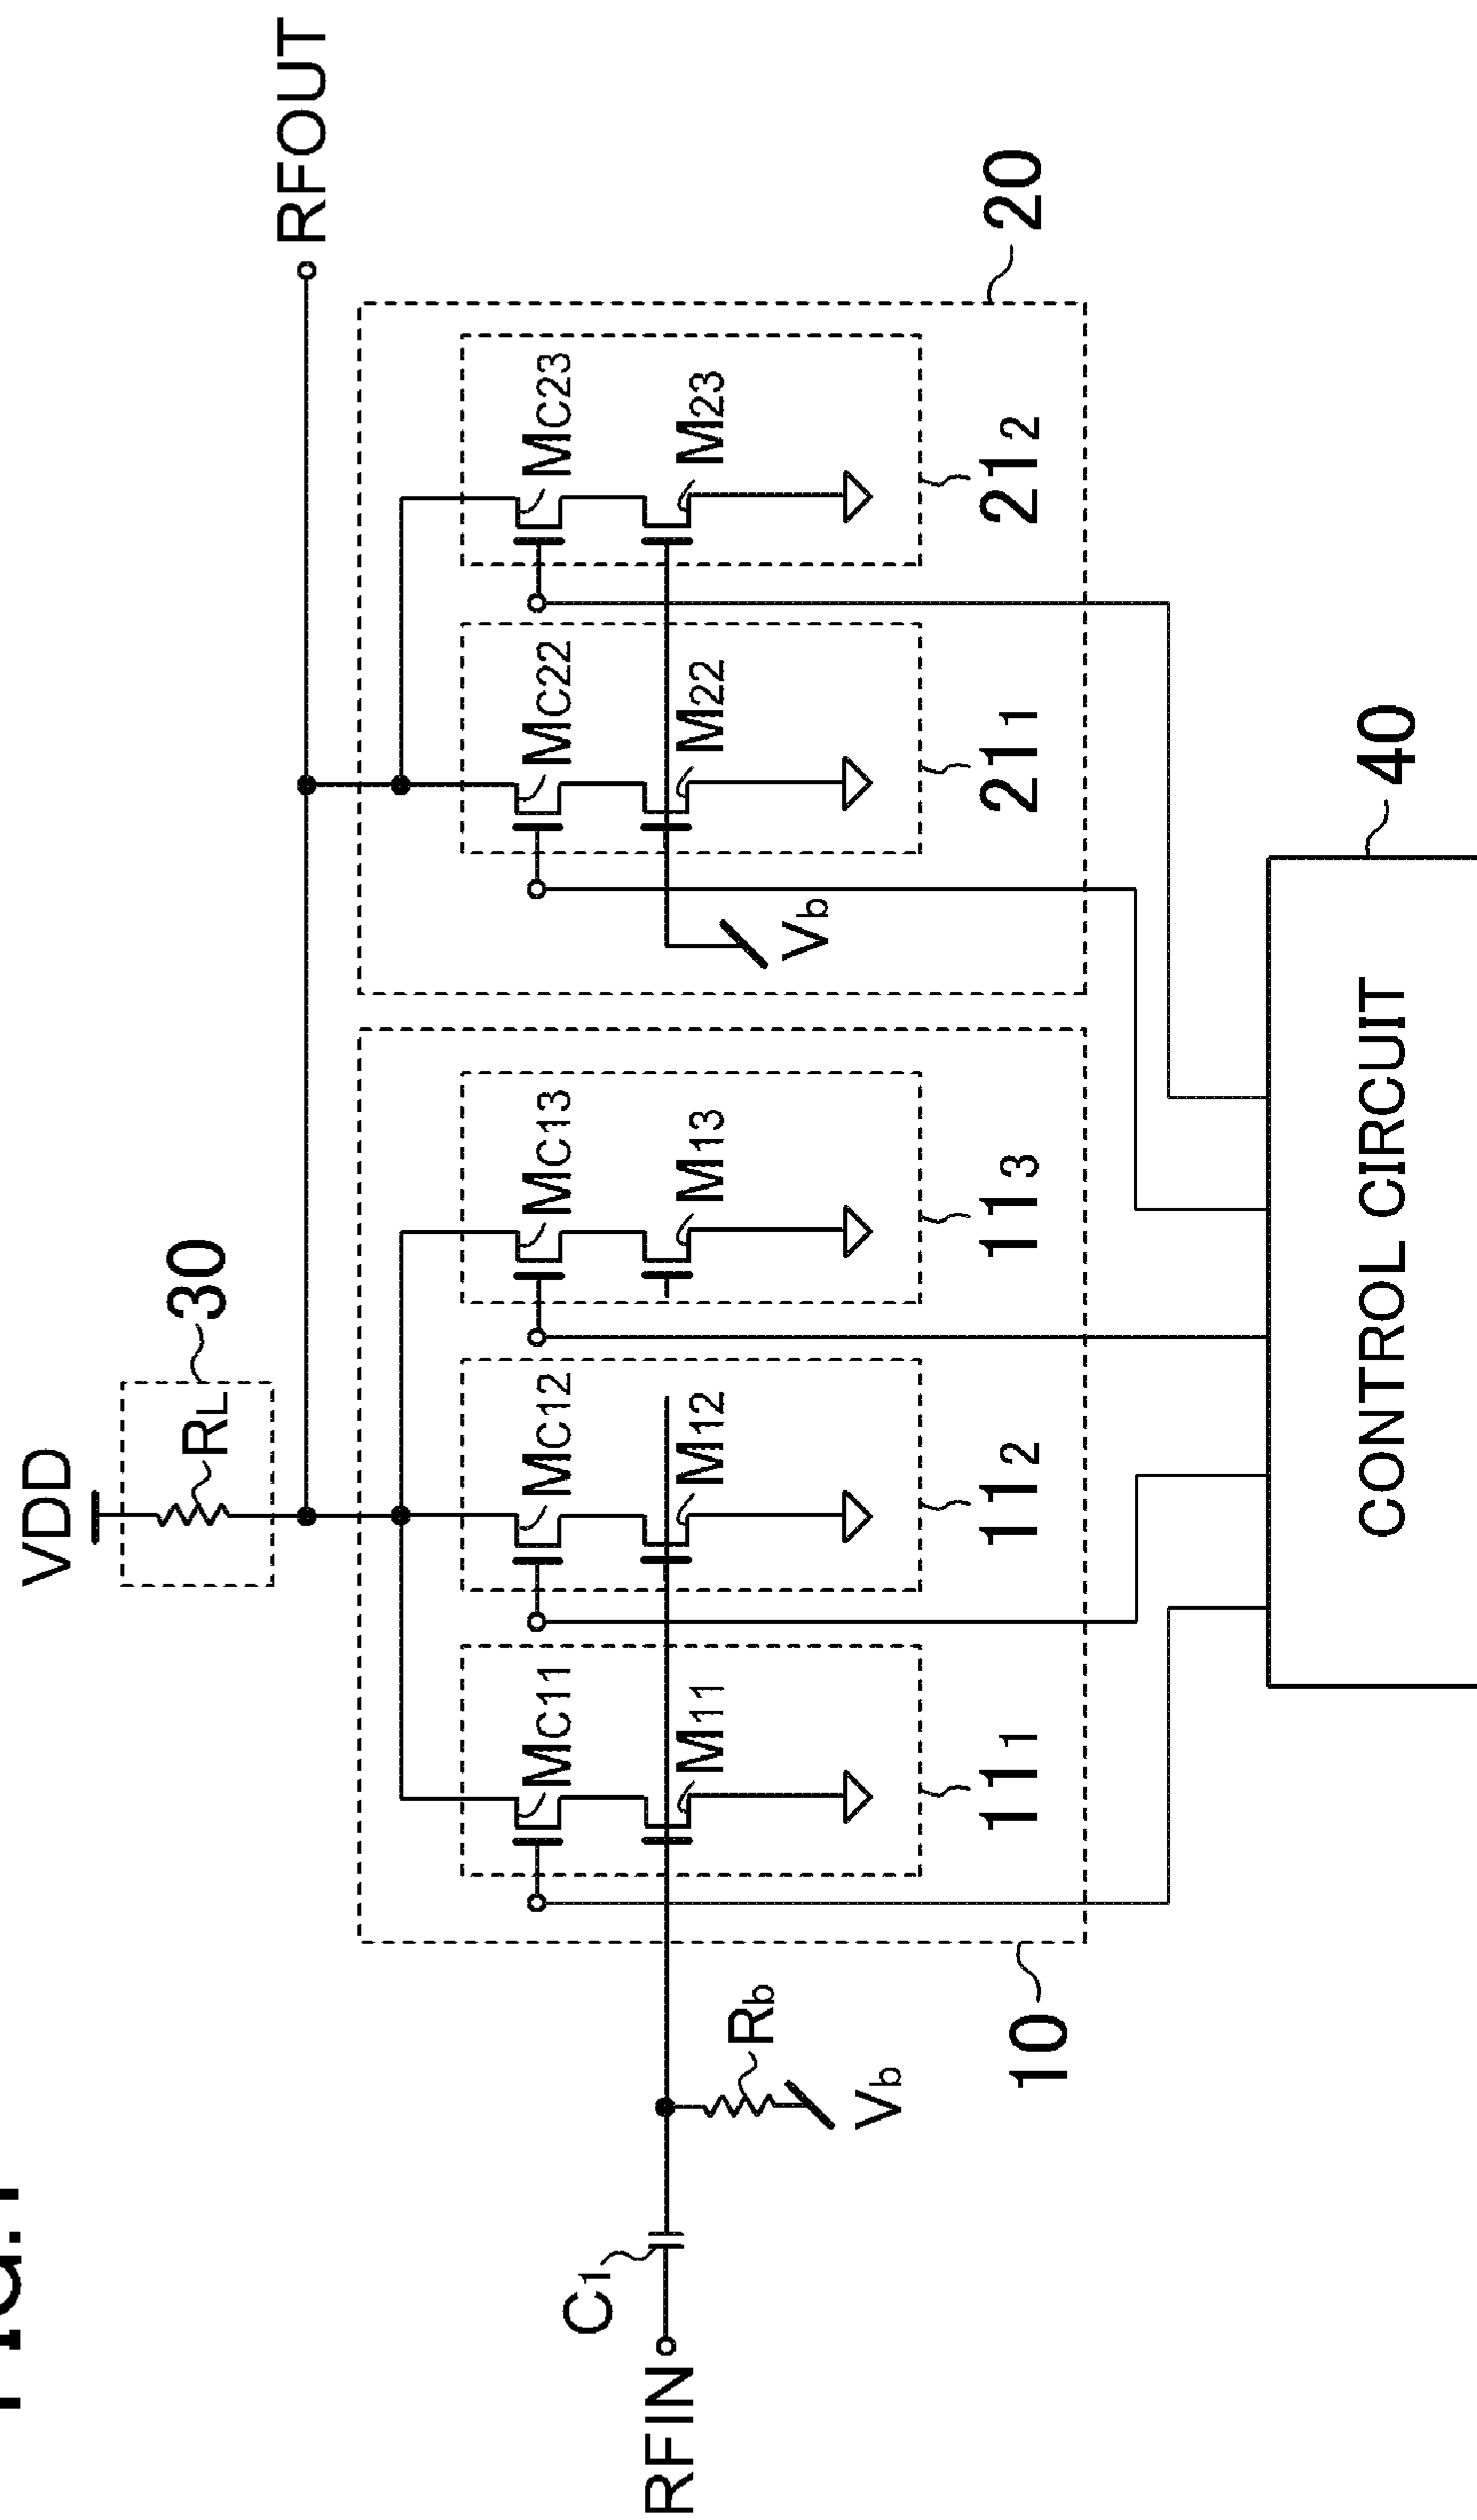 VDD
30
RL
RFOUT
MC11
MC12
MC13
MC22
MC23
M11
M12
M13
M22
M23
C1
RFIN
Rb
Vb
Vb
10
111
112
113
211
212
20
40
CONTROL CIRCUIT